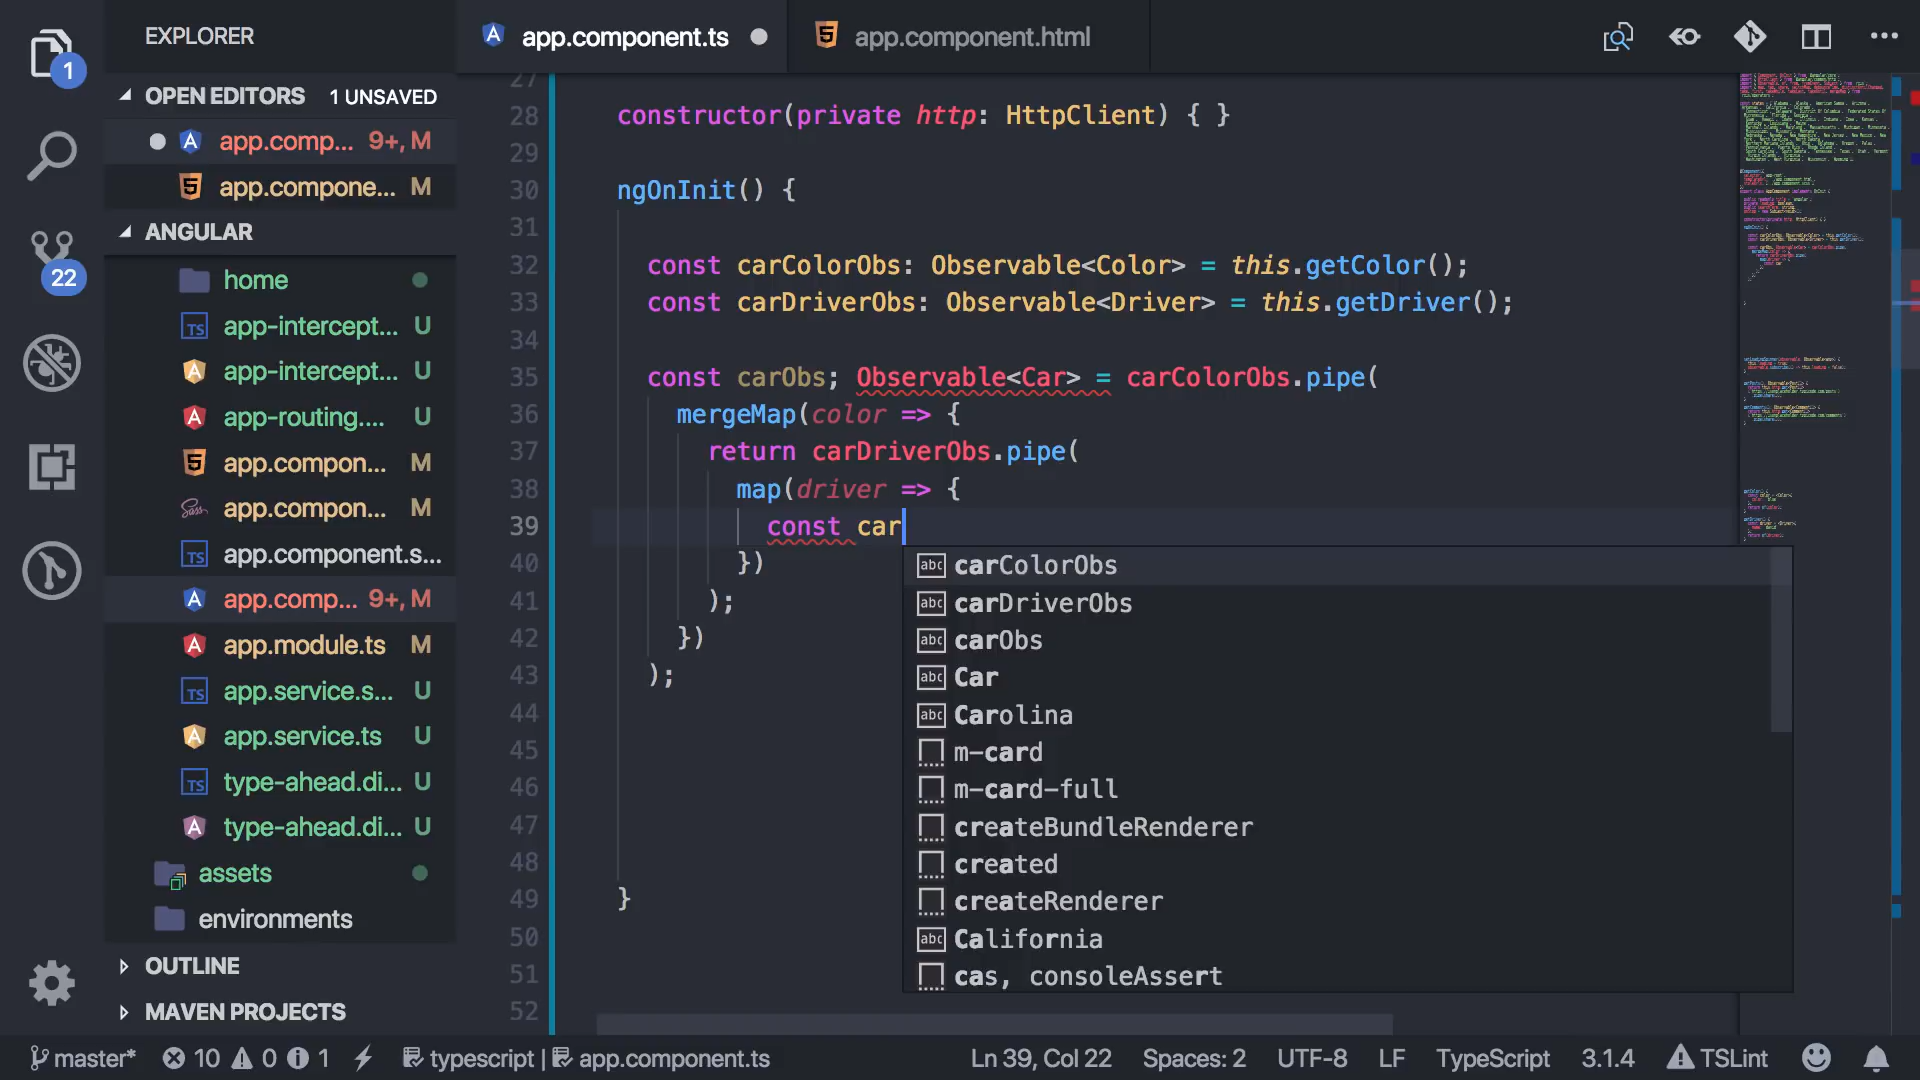 EXPLORER
app.component.ts
app.component.html
1
OPEN EDITORS 1 UNSAVED
app.comp... 9+, M
app.compone... M
ANGULAR
22
home
app-intercept... U
app-intercept... U
app-routing.... U
app.compon... M
app.compon... M
app.component.s...
app.comp... 9+, M
app.module.ts M
app.service.s... U
app.service.ts U
type-ahead.di... U
type-ahead.di... U
assets
environments
OUTLINE
MAVEN PROJECTS
27
28 constructor(private http: HttpClient) { }
29
30 ngOnInit() {
31
32 const carColorObs: Observable<Color> = this.getColor();
33 const carDriverObs: Observable<Driver> = this.getDriver();
34
35 const carObs; Observable<Car> = carColorObs.pipe(
36 mergeMap(color => {
37 return carDriverObs.pipe(
38 map(driver => {
39 const car
40 })
41 );
42 })
43 );
44
45
46
47
48
49 }
50
51
52
carColorObs
carDriverObs
carObs
Car
Carolina
m-card
m-card-full
createBundleRenderer
created
createRenderer
California
cas, consoleAssert
master* 10 0 1 typescript | app.component.ts Ln 39, Col 22 Spaces: 2 UTF-8 LF TypeScript 3.1.4 TSLint